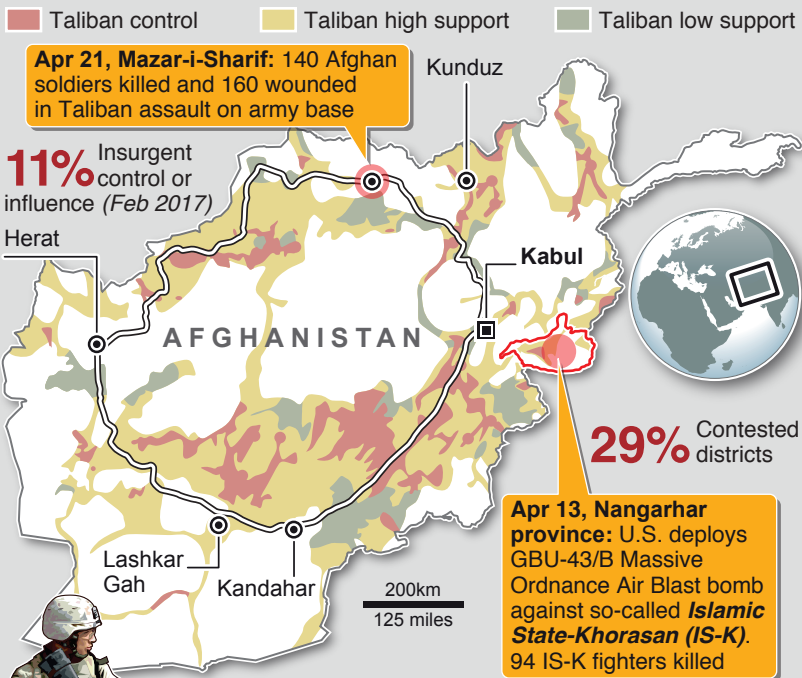 Taliban control
Taliban high support
Taliban low support
Apr 21, Mazar-i-Sharif: 140 Afghan
soldiers killed and 160 wounded
in Taliban assault on army base
Kunduz
11% Insurgent
control or
influence (Feb 2017)
Herat
Kabul
AFGHANISTAN
29% Contested
districts
Apr 13, Nangarhar
province: U.S. deploys
GBU-43/B Massive
Ordnance Air Blast bomb
against so-called Islamic
State-Khorasan (IS-K).
94 IS-K fighters killed
Lashkar
Gah
Kandahar
200km
125 miles